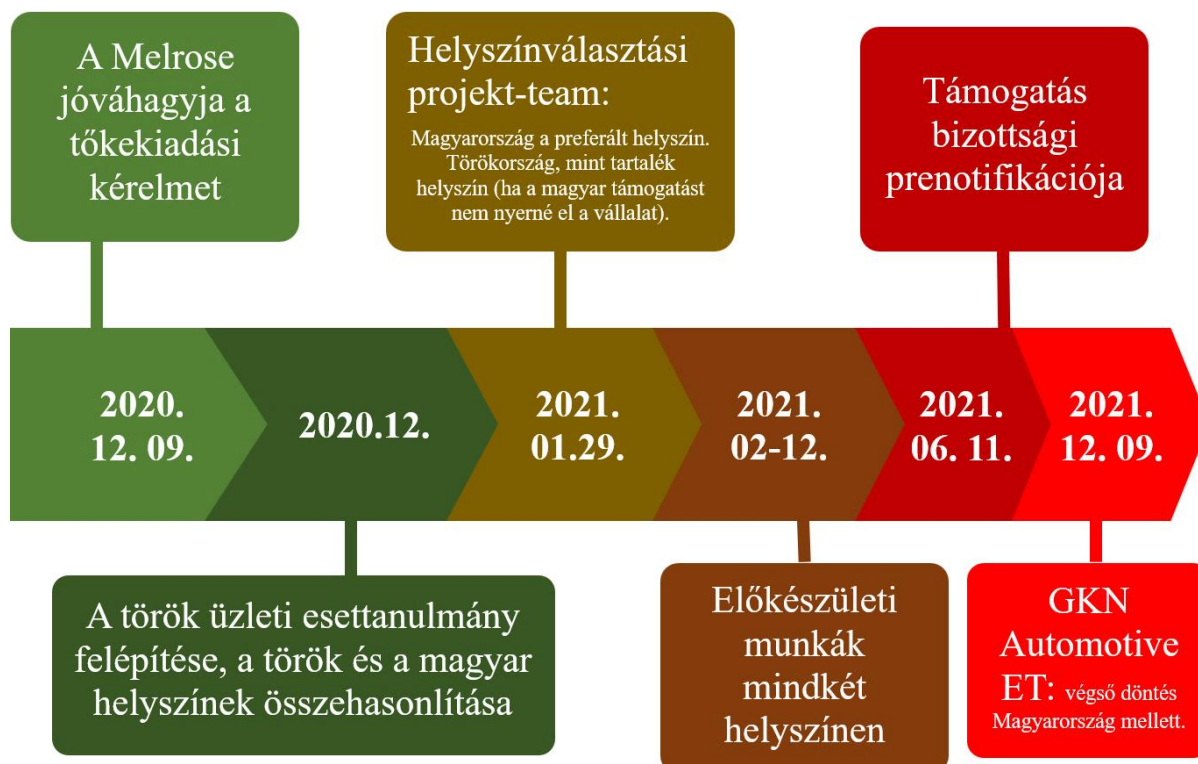 A Melrose
jóváhagyja a
tőkekiadási
kérelmet
Helyszínválasztási
projekt-team:
Magyarország a preferált helyszín.
Törökország, mint tartalék
helyszín (ha a magyar támogatást
nem nyerné el a vállalat).
Támogatás
bizottsági
prenotifikációja
2020.
12. 09.
2020.12.
2021.
01.29.
2021.
02-12.
2021.
06. 11.
2021.
12. 09.
A török üzleti esettanulmány
felépítése, a török és a magyar
helyszínek összehasonlítása
Előkészületi
munkák
mindkét
helyszínen
GKN
Automotive
ET: végső döntés
Magyarország mellett.